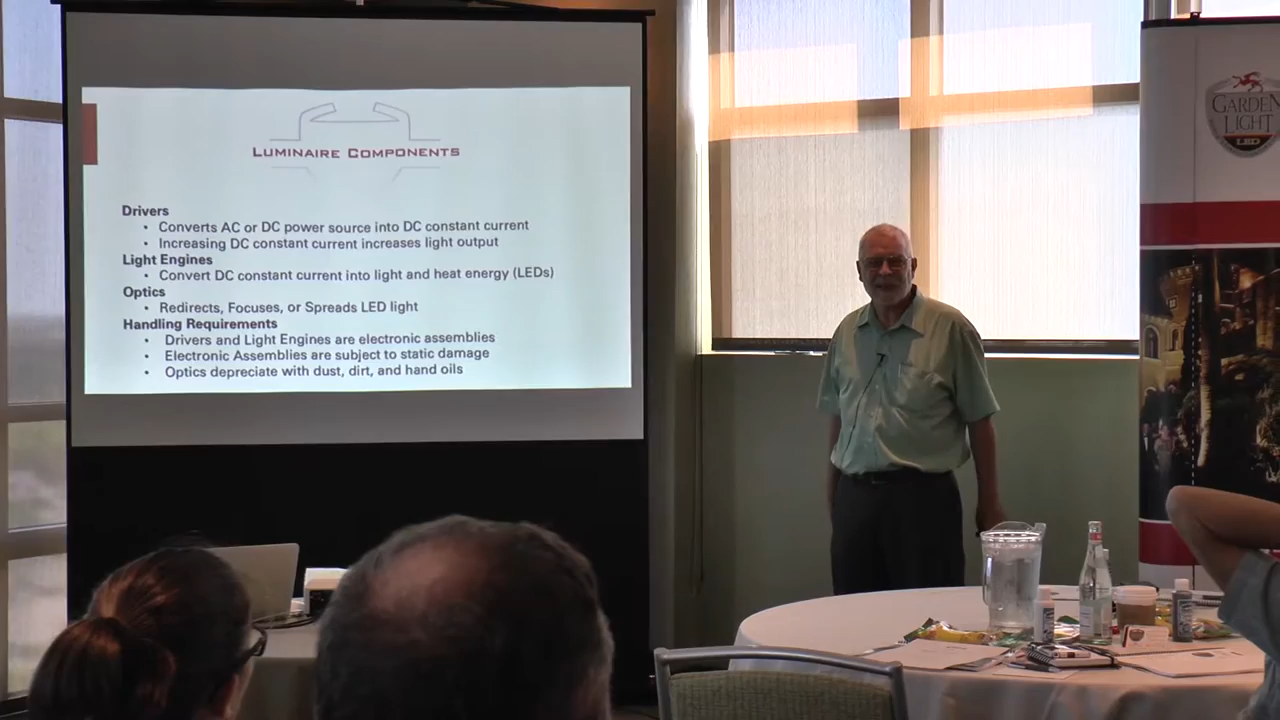 LUMINAIRE COMPONENTS
Drivers
• Converts AC or DC power source into DC constant current
• Increasing DC constant current increases light output
Light Engines
• Convert DC constant current into light and heat energy (LEDs)
Optics
• Redirects, Focuses, or Spreads LED light
Handling Requirements
• Drivers and Light Engines are electronic assemblies
• Electronic Assemblies are subject to static damage
• Optics depreciate with dust, dirt, and hand oils
GARDEN
LIGHT
LED